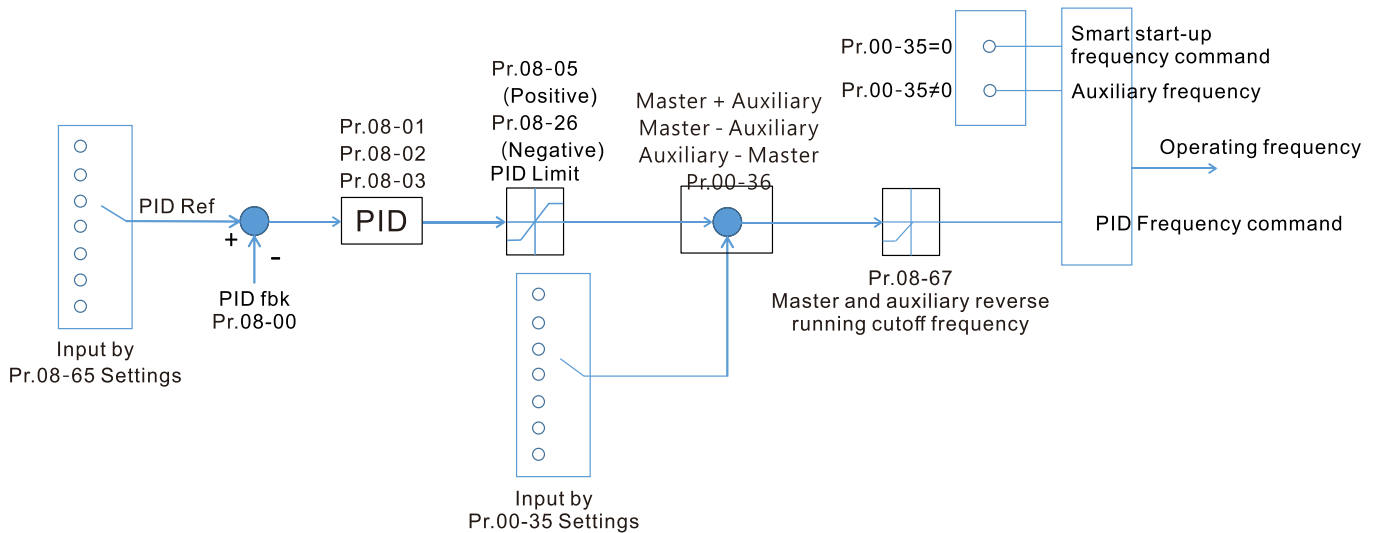 Pr.00-35=0
Smart start-up
frequency command
Pr.00-35≠0
Auxiliary frequency
Pr.08-05
(Positive)
Pr.08-26
(Negative)
PID Limit
Master + Auxiliary
Master - Auxiliary
Auxiliary - Master
Pr.00-36
Pr.08-01
Pr.08-02
Pr.08-03
Operating frequency
PID Ref
+
-
PID
PID Frequency command
PID fbk
Pr.08-00
Pr.08-67
Master and auxiliary reverse
running cutoff frequency
Input by
Pr.08-65 Settings
Input by
Pr.00-35 Settings